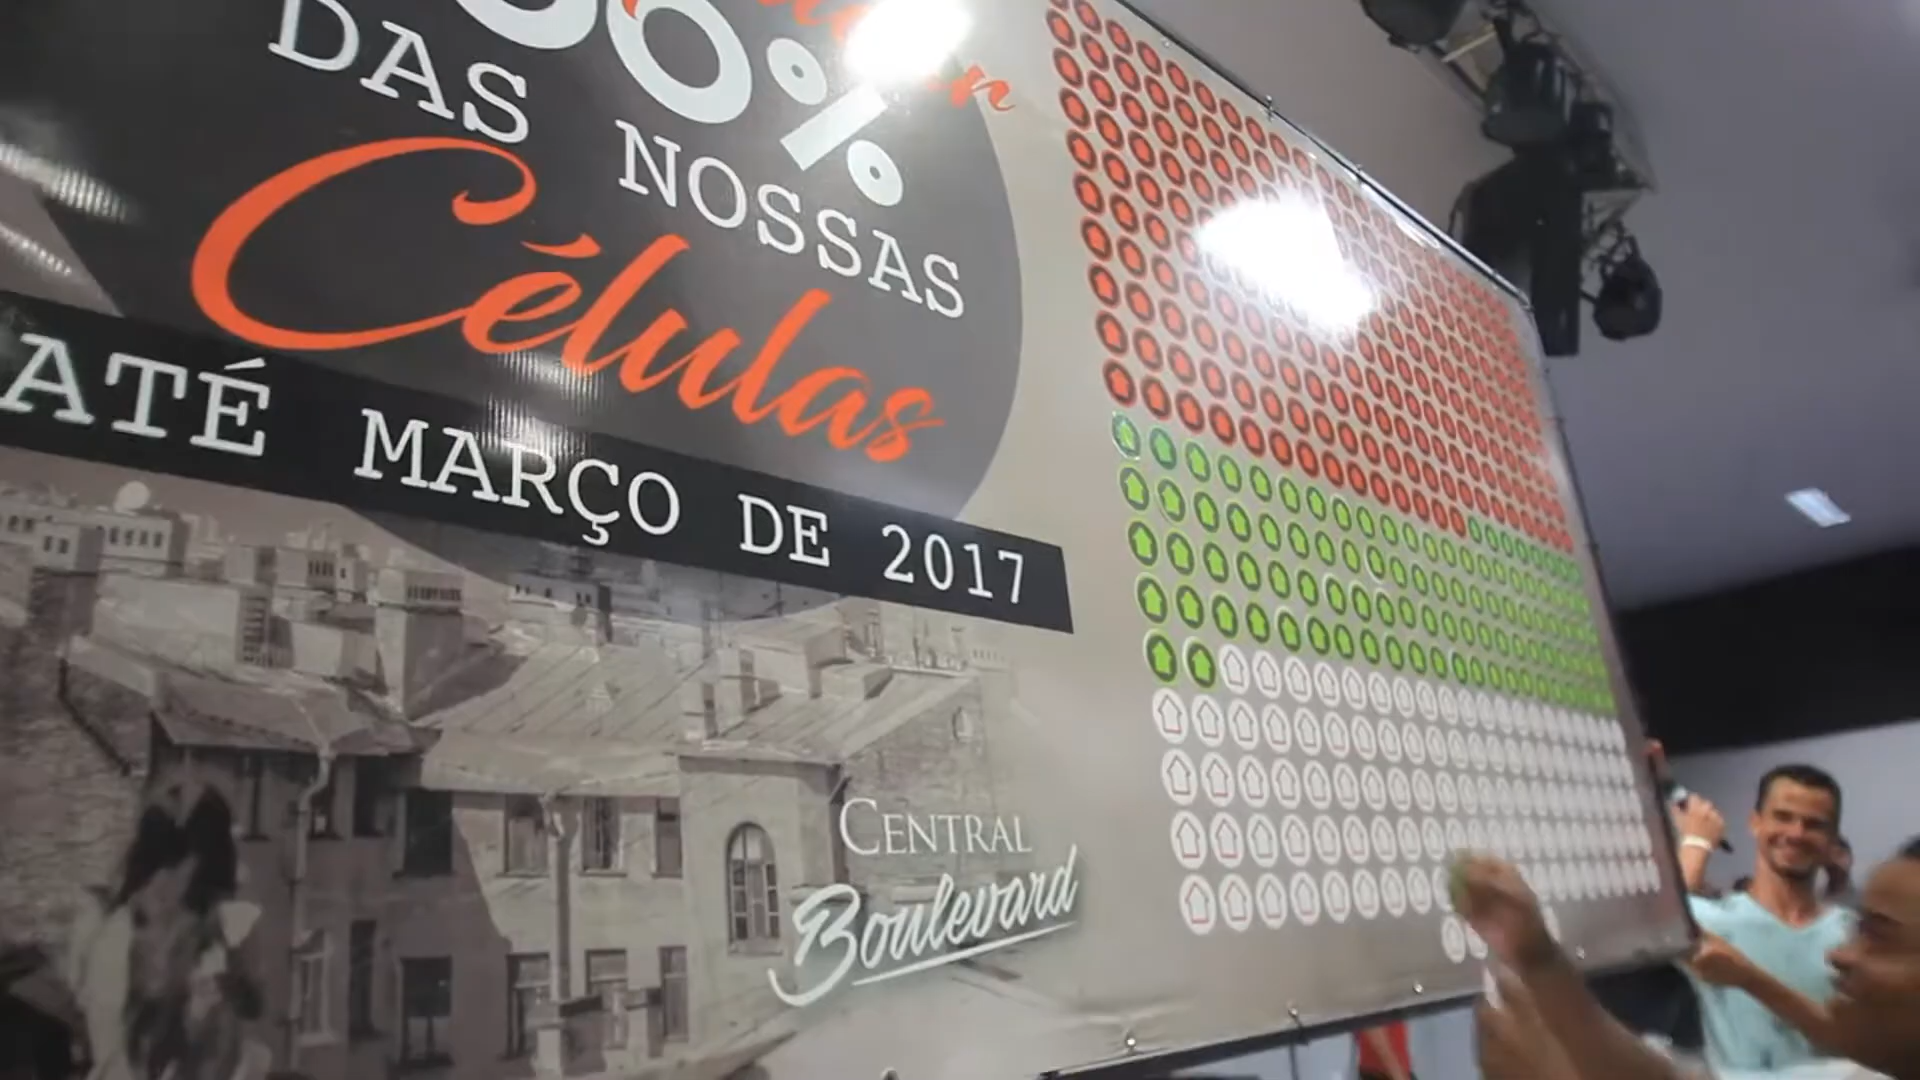 DAS NOSSAS
Células
ATÉ MARÇO DE 2017
CENTRAL
Boulevard